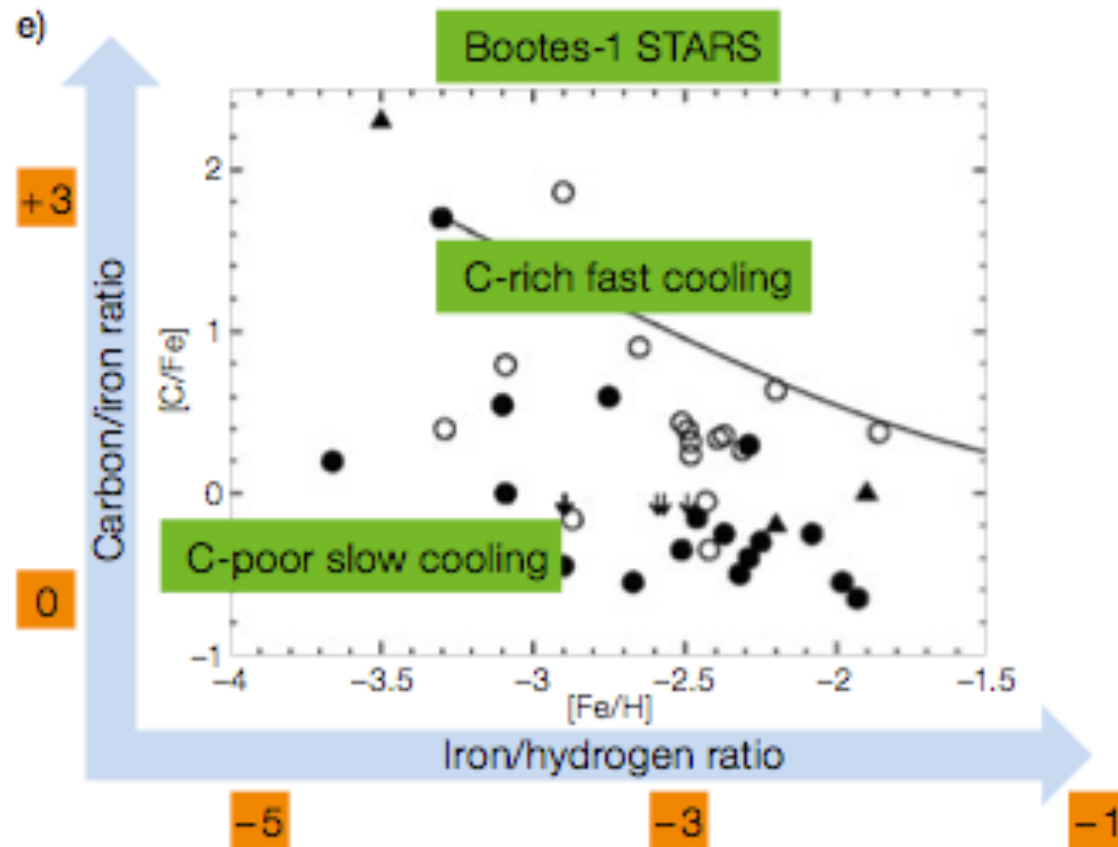 e)
Bootes-1 STARS
+3
2
C-rich fast cooling
1
Carbon/iron ratio
[C/Fe]
0
C-poor slow cooling
0
−1
−4 −3.5 −3 −2.5 −2 −1.5
[Fe/H]
Iron/hydrogen ratio
−5 −3 −1